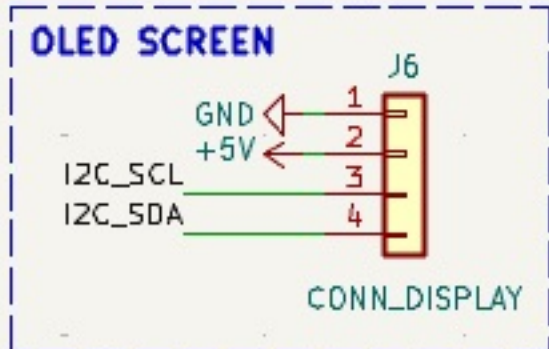 OLED SCREEN
J6
GND 1
+5V 2
I2C_SCL 3
I2C_SDA 4
CONN_DISPLAY